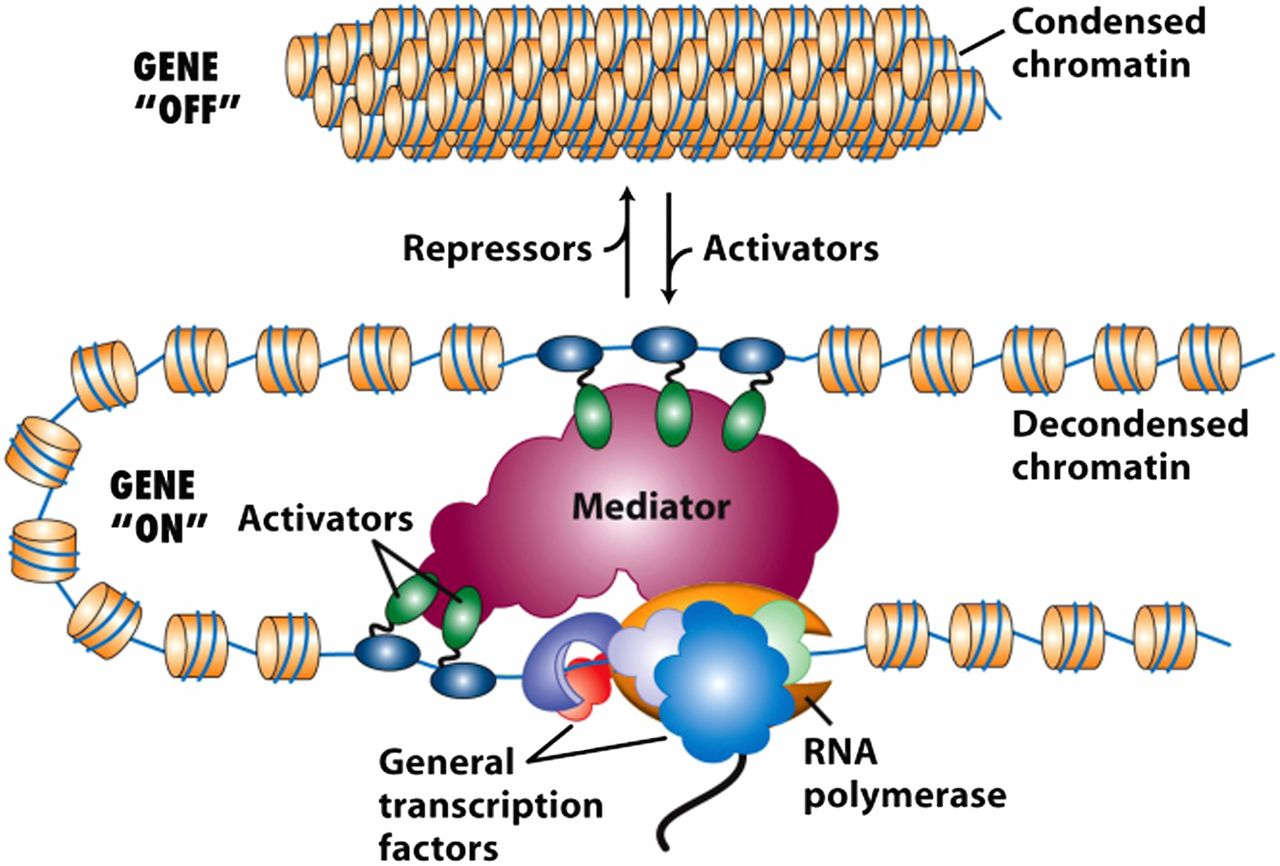 GENE
“OFF”
Condensed
chromatin
Repressors
Activators
Decondensed
chromatin
GENE
“ON”
Activators
Mediator
General
transcription
factors
RNA
polymerase